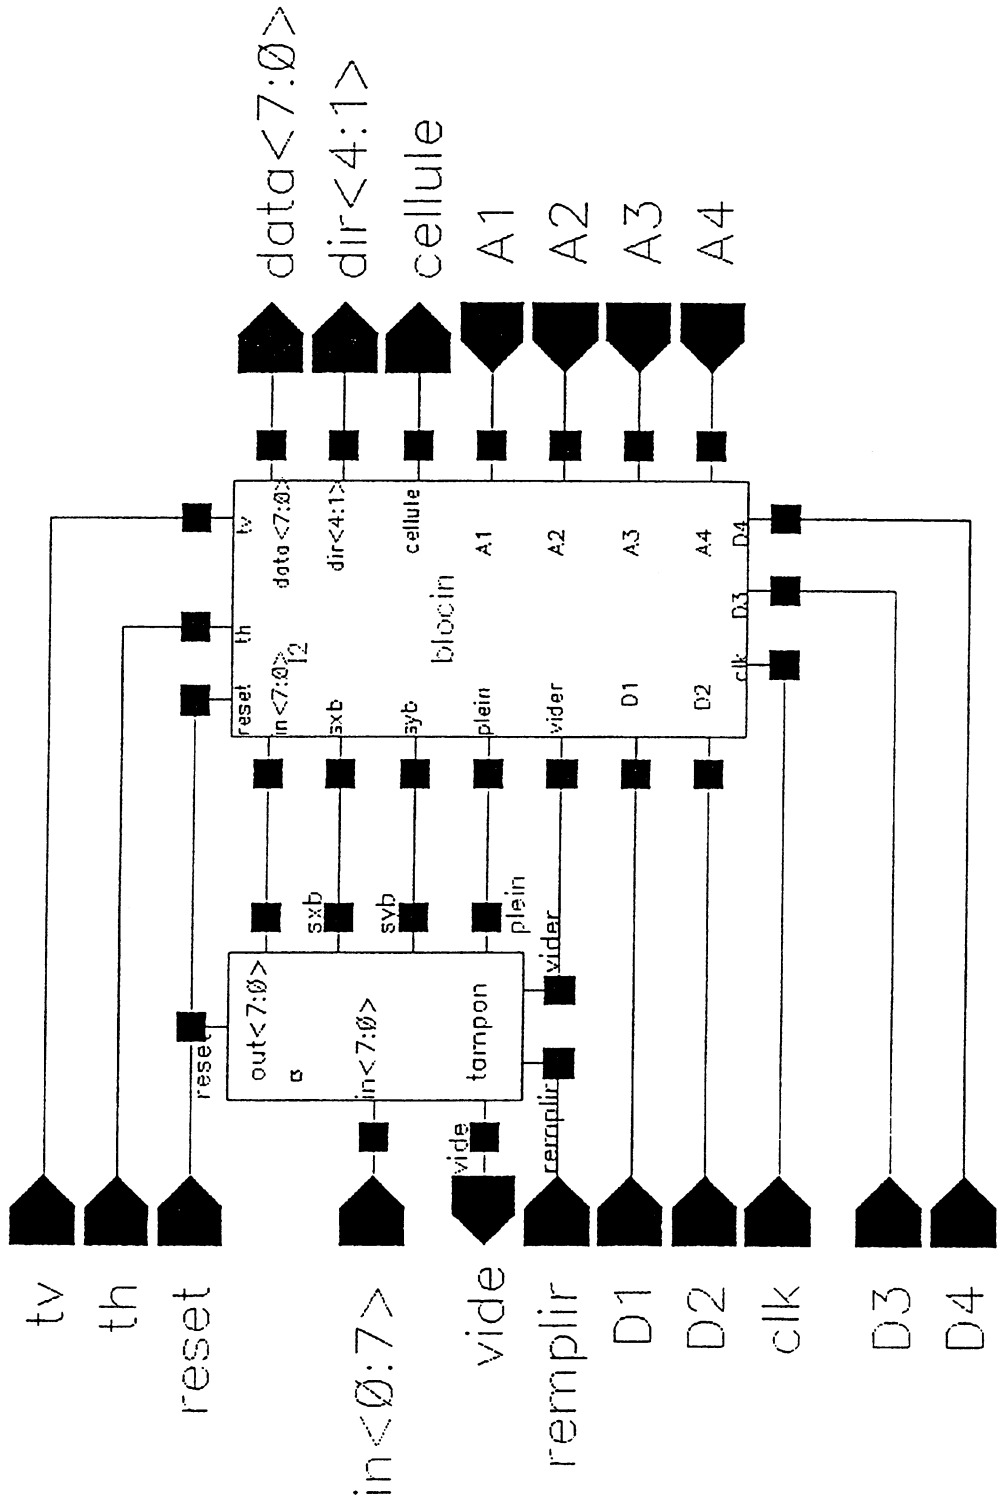 tv
th
reset
in<0:7>
vide
remplir
D1
D2
clk
D3
D4
reset
out<7:0>
in<7:0>
tampon
vide
remplir
vider
sxb
syb
plein
reset
th
tv
in<7:0>
I2
sxb
syb
plein
vider
D1
D2
clk
D3
D4
blocin
data<7:0>
dir<4:1>
cellule
A1
A2
A3
A4
data<7:0>
dir<4:1>
cellule
A1
A2
A3
A4